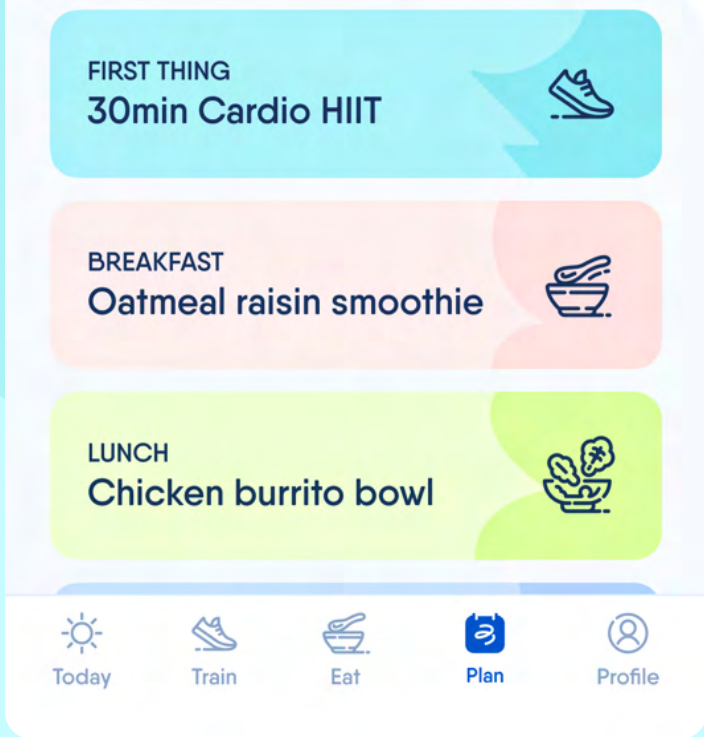 FIRST THING
30min Cardio HIIT
BREAKFAST
Oatmeal raisin smoothie
LUNCH
Chicken burrito bowl
Today Train Eat Plan Profile